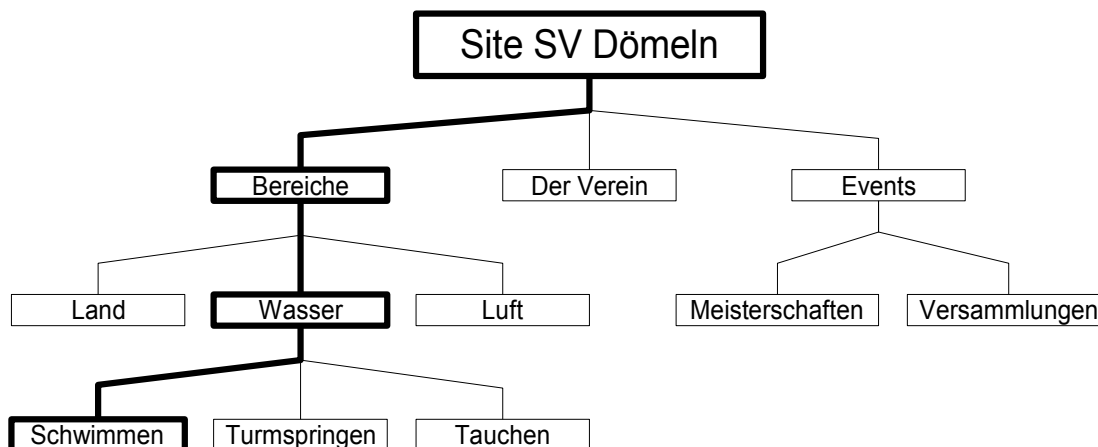 Site SV Dömeln
Bereiche
Der Verein
Events
Land
Wasser
Luft
Meisterschaften
Versammlungen
Schwimmen
Turmspringen
Tauchen